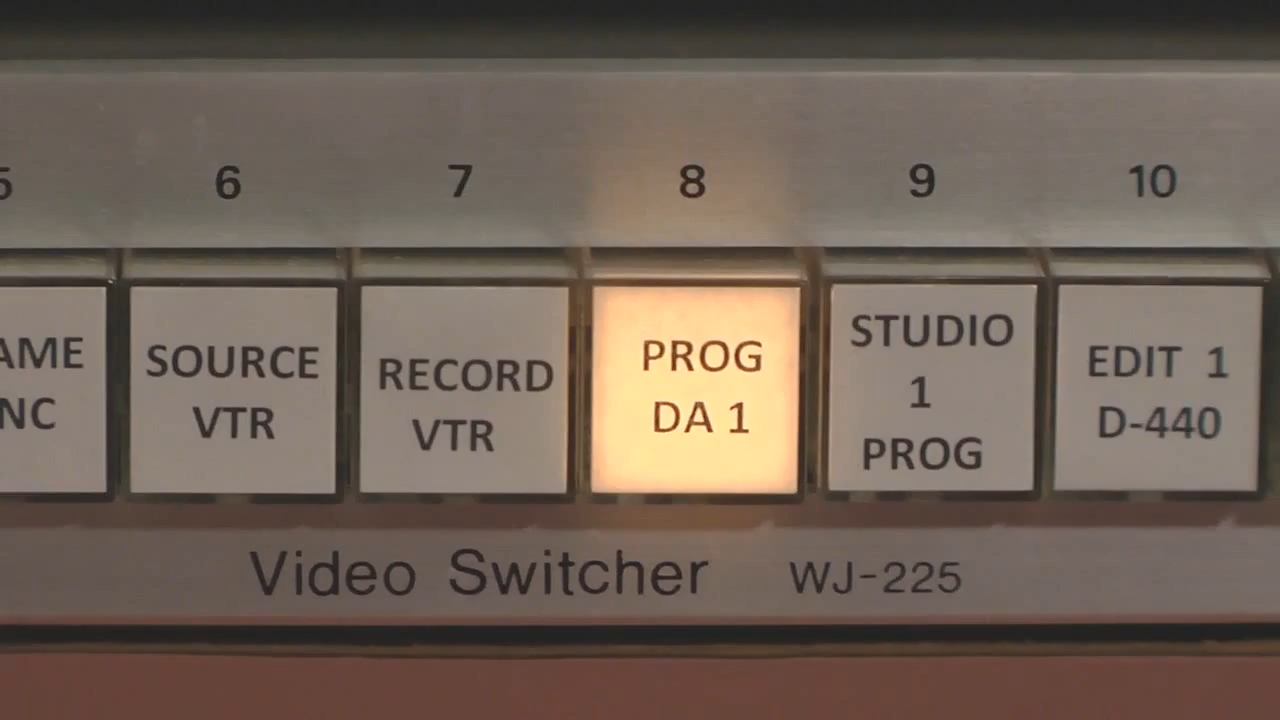 6 7 8 9 10
SOURCE
VTR
RECORD
VTR
PROG
DA 1
STUDIO
1
PROG
EDIT 1
D-440
Video Switcher WJ-225